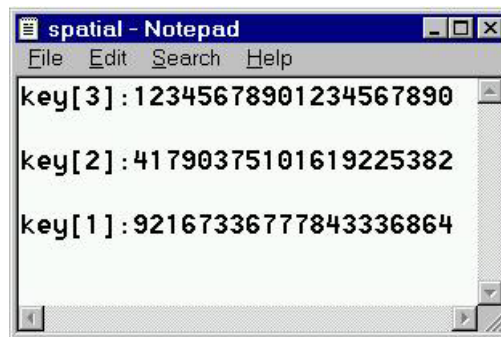 spatial - Notepad
File Edit Search Help
key[3]:12345678901234567890
key[2]:41790375101619225382
key[1]:92167336777843336864